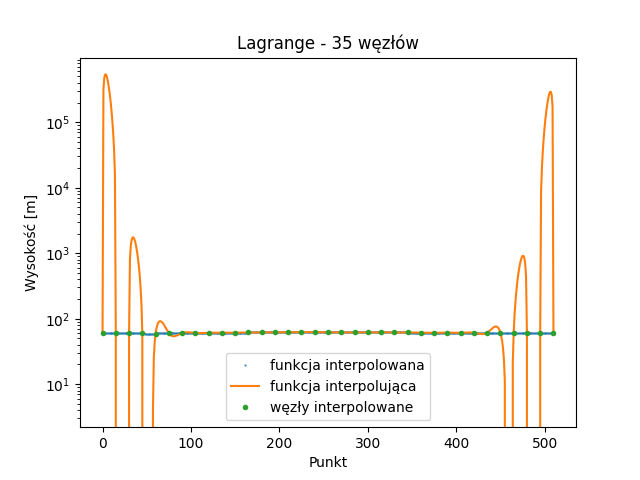 Lagrange - 35 węzłów
Wysokość [m]
10^5
10^4
10^3
10^2
10^1
funkcja interpolowana
funkcja interpolująca
węzły interpolowane
0 100 200 300 400 500
Punkt